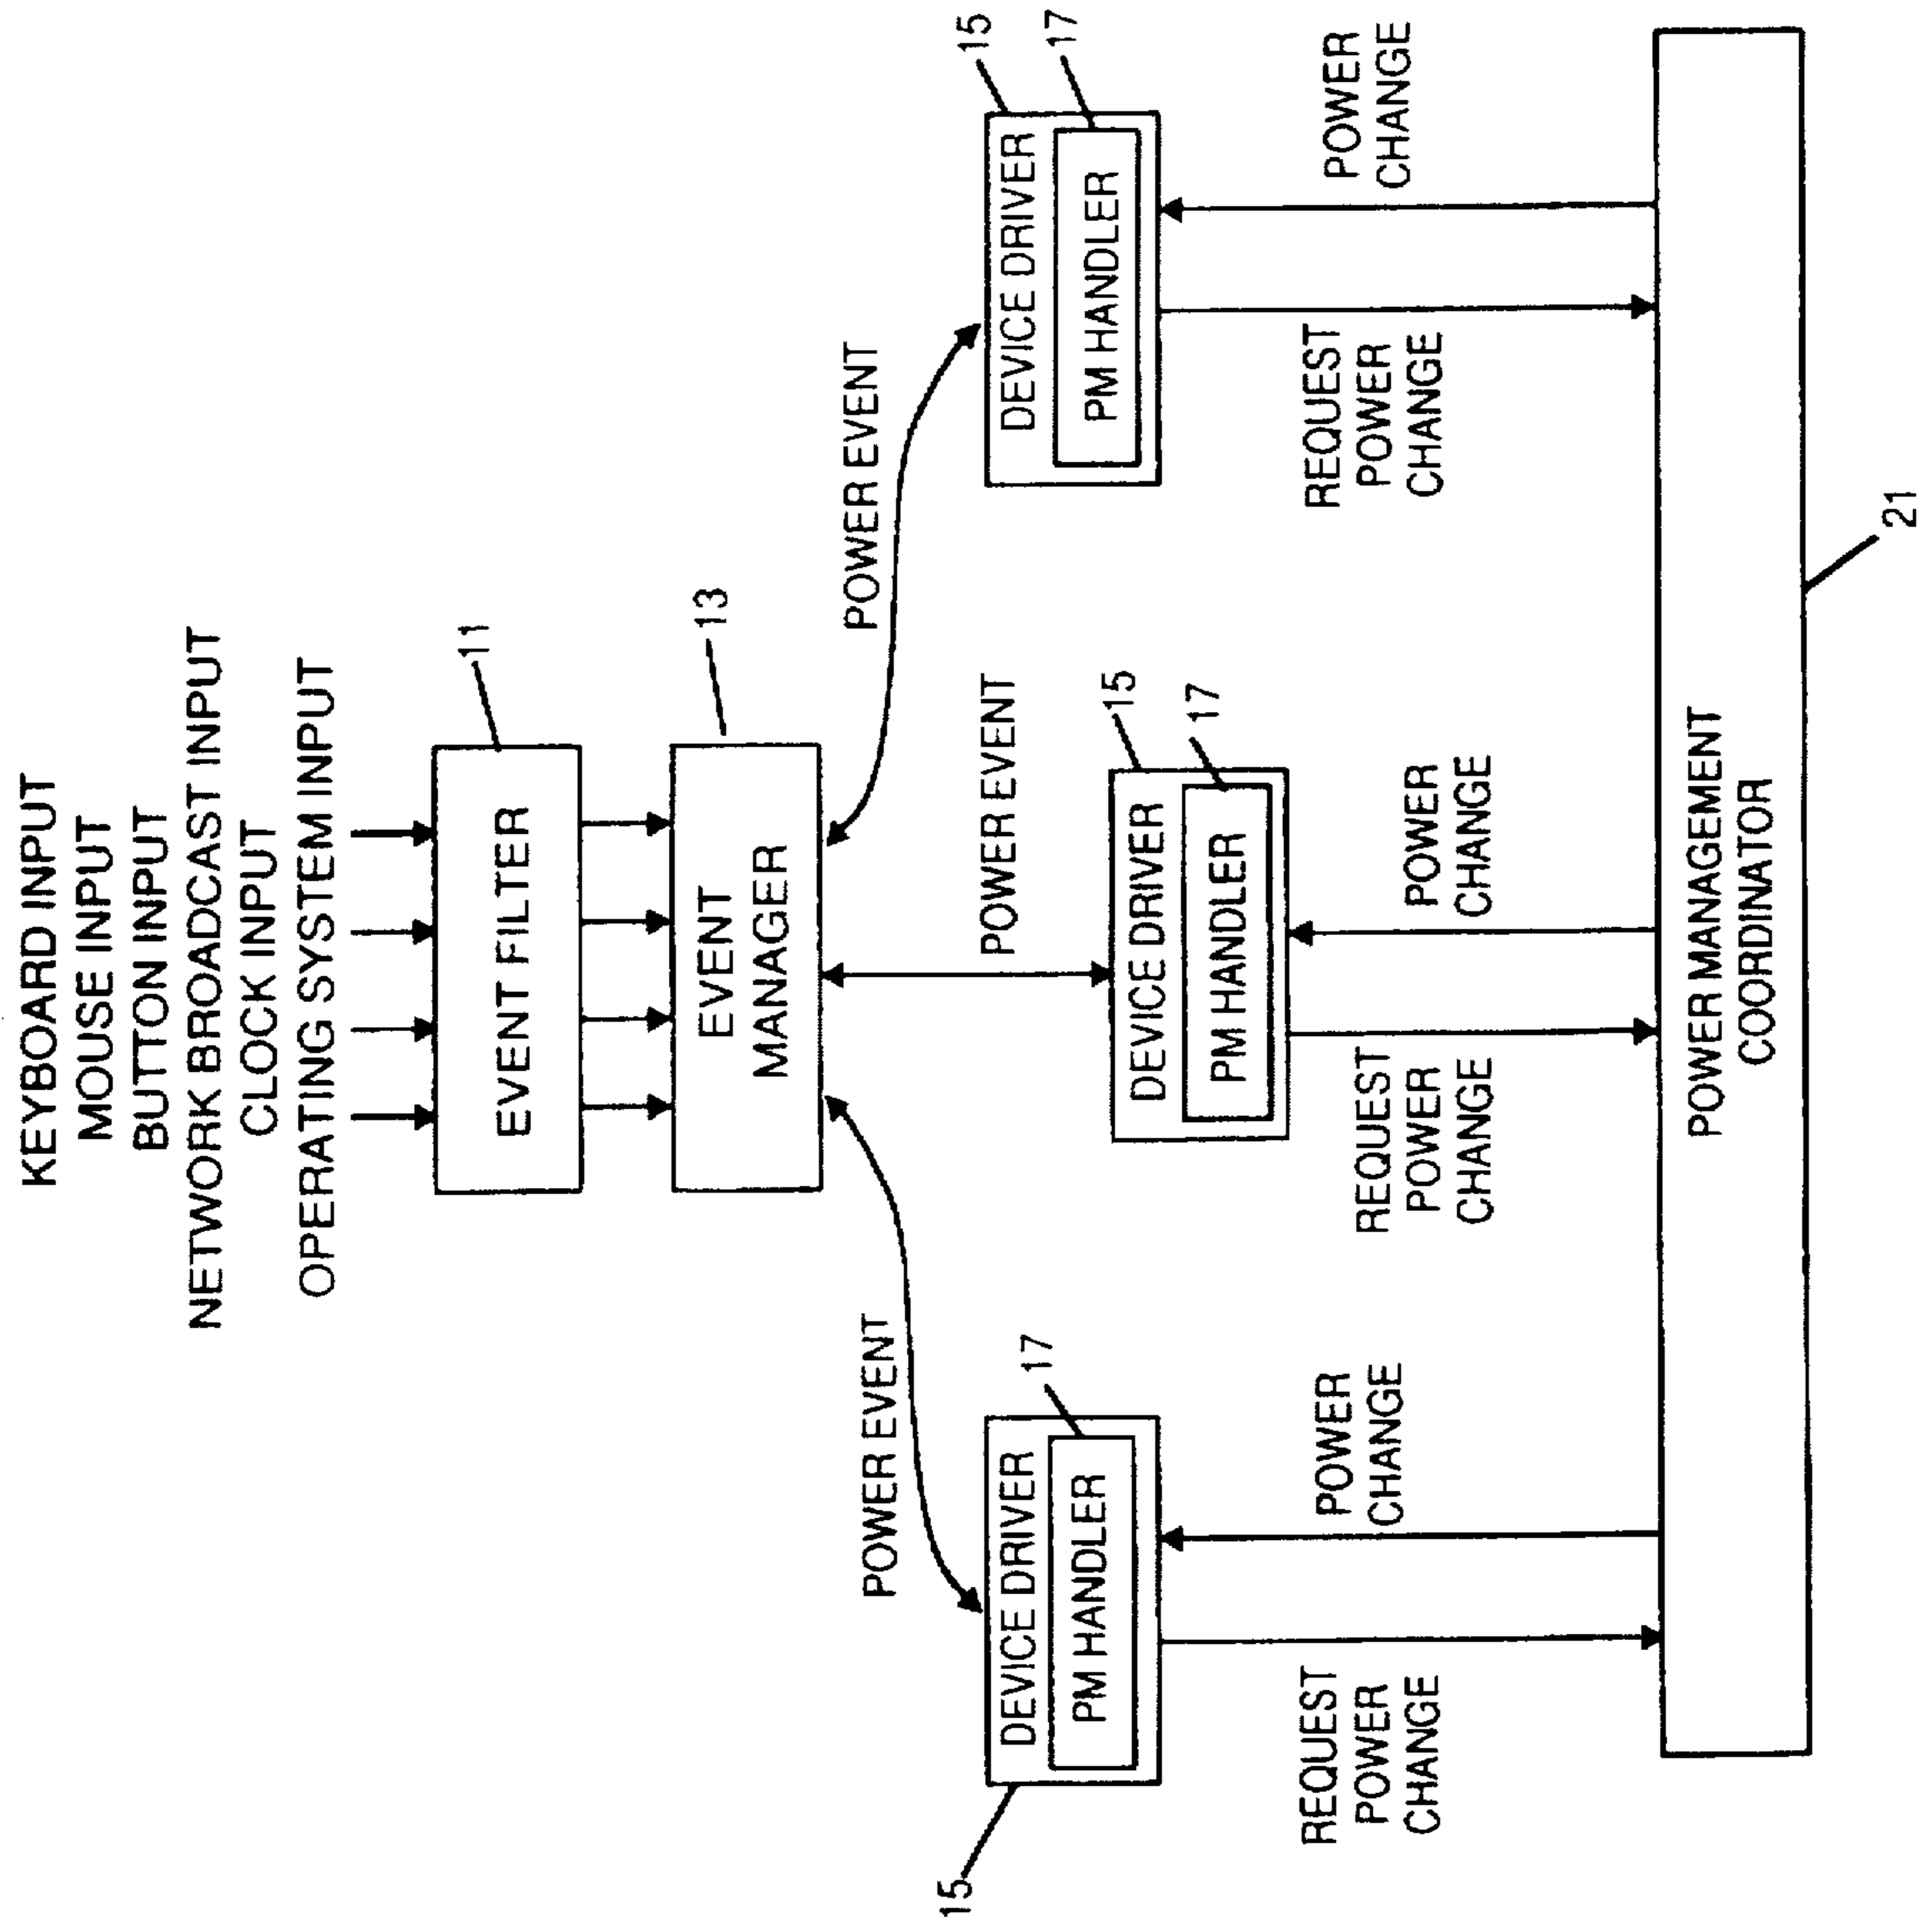 KEYBOARD INPUT
MOUSE INPUT
BUTTON INPUT
NETWORK BROADCAST INPUT
CLOCK INPUT
OPERATING SYSTEM INPUT
11
EVENT FILTER
13
EVENT
MANAGER
POWER EVENT
POWER EVENT
POWER EVENT
15
DEVICE DRIVER
17
PM HANDLER
15
DEVICE DRIVER
17
PM HANDLER
15
DEVICE DRIVER
17
PM HANDLER
REQUEST
POWER
CHANGE
POWER
CHANGE
REQUEST
POWER
CHANGE
POWER
CHANGE
REQUEST
POWER
CHANGE
POWER
CHANGE
POWER MANAGEMENT
COORDINATOR
21